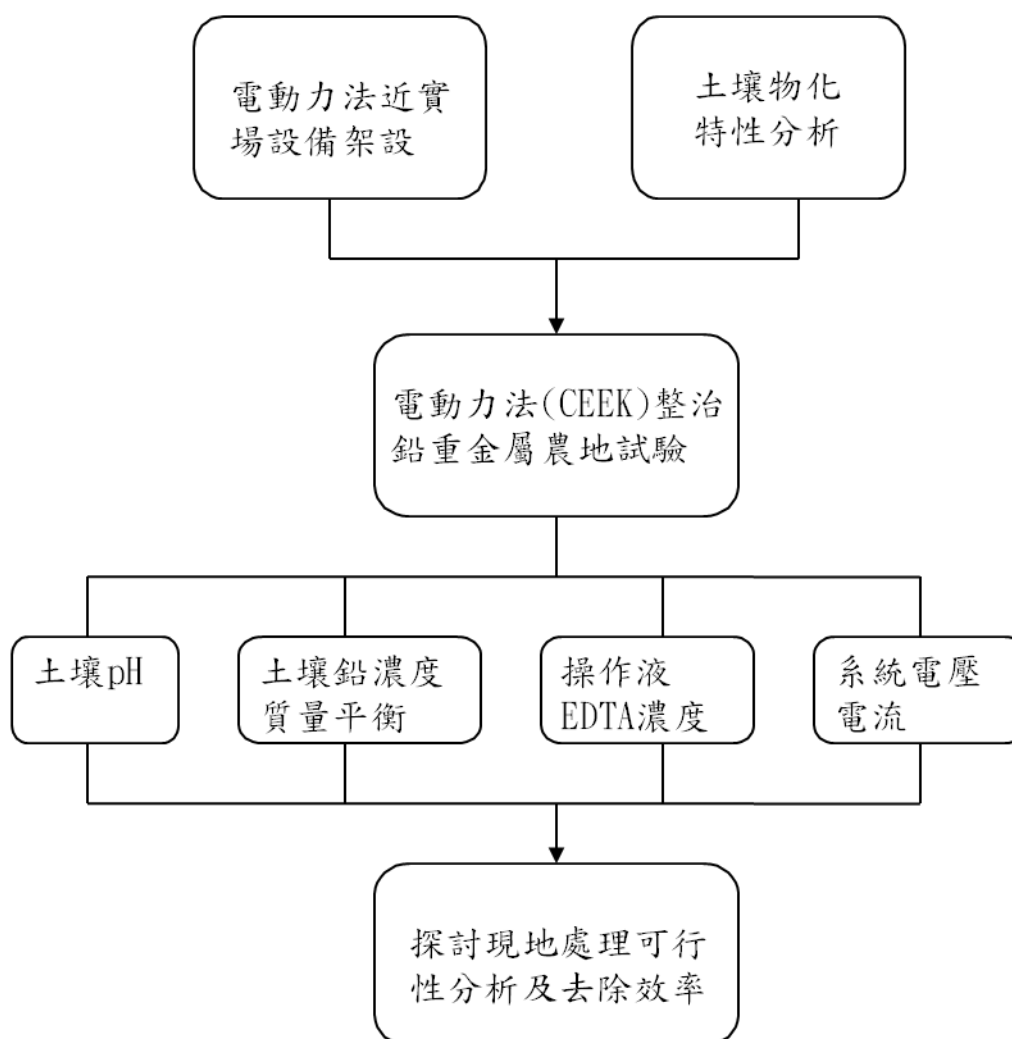 電動力法近實
場設備架設
土壤物化
特性分析
電動力法(CEEK)整治
鉛重金屬農地試驗
土壤pH
土壤鉛濃度
質量平衡
操作液
EDTA濃度
系統電壓
電流
探討現地處理可行
性分析及去除效率